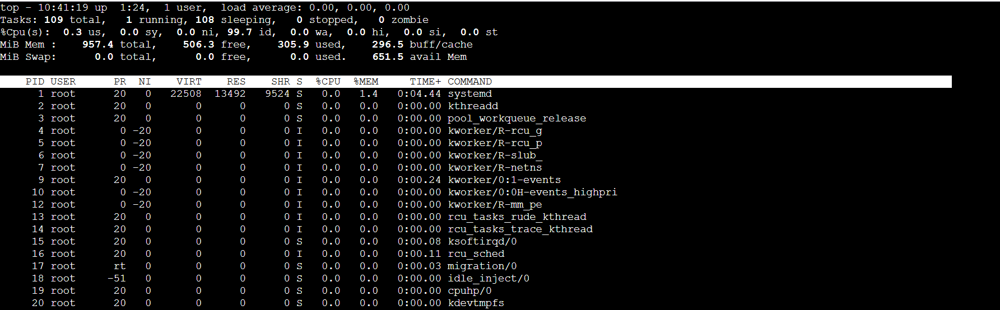 top - 10:41:19 up  1:24,  1 user,  load average: 0.00, 0.00, 0.00
Tasks: 109 total,   1 running, 108 sleeping,   0 stopped,   0 zombie
%Cpu(s):  0.3 us,  0.0 sy,  0.0 ni, 99.7 id,  0.0 wa,  0.0 hi,  0.0 si,  0.0 st
MiB Mem :    957.4 total,    506.3 free,    305.9 used,    296.5 buff/cache
MiB Swap:      0.0 total,      0.0 free,      0.0 used.    651.5 avail Mem
    PID USER      PR  NI    VIRT    RES    SHR S  %CPU  %MEM     TIME+ COMMAND
      1 root      20   0   22508  13492   9524 S   0.0   1.4   0:04.44 systemd
      2 root      20   0       0      0      0 S   0.0   0.0   0:00.00 kthreadd
      3 root      20   0       0      0      0 S   0.0   0.0   0:00.00 pool_workqueue_release
      4 root       0 -20       0      0      0 I   0.0   0.0   0:00.00 kworker/R-rcu_g
      5 root       0 -20       0      0      0 I   0.0   0.0   0:00.00 kworker/R-rcu_p
      6 root       0 -20       0      0      0 I   0.0   0.0   0:00.00 kworker/R-slub_
      7 root       0 -20       0      0      0 I   0.0   0.0   0:00.00 kworker/R-netns
      9 root      20   0       0      0      0 I   0.0   0.0   0:00.24 kworker/0:1-events
     10 root       0 -20       0      0      0 I   0.0   0.0   0:00.00 kworker/0:0H-events_highpri
     12 root       0 -20       0      0      0 I   0.0   0.0   0:00.00 kworker/R-mm_pe
     13 root      20   0       0      0      0 I   0.0   0.0   0:00.00 rcu_tasks_rude_kthread
     14 root      20   0       0      0      0 I   0.0   0.0   0:00.00 rcu_tasks_trace_kthread
     15 root      20   0       0      0      0 S   0.0   0.0   0:00.08 ksoftirqd/0
     16 root      20   0       0      0      0 I   0.0   0.0   0:00.11 rcu_sched
     17 root      rt   0       0      0      0 S   0.0   0.0   0:00.03 migration/0
     18 root     -51   0       0      0      0 S   0.0   0.0   0:00.00 idle_inject/0
     19 root      20   0       0      0      0 S   0.0   0.0   0:00.00 cpuhp/0
     20 root      20   0       0      0      0 S   0.0   0.0   0:00.00 kdevtmpfs